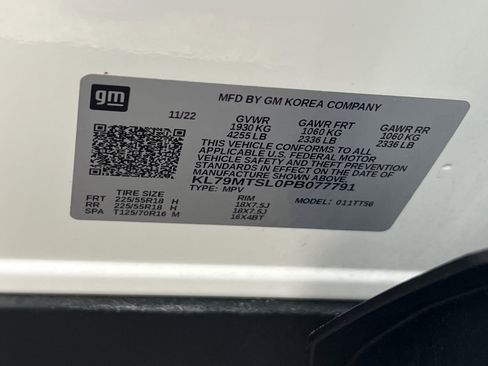 gm
MFD BY GM KOREA COMPANY
11/22 GVWR GAWR FRT GAWR RR
1930 KG 1060 KG 1060 KG
4255 LB 2336 LB 2336 LB
THIS VEHICLE CONFORMS TO ALL
APPLICABLE U.S. FEDERAL MOTOR
VEHICLE SAFETY AND THEFT PREVENTION
STANDARDS IN EFFECT ON THE DATE OF
MANUFACTURE SHOWN ABOVE.
KL79MTSL0PB077791
TYPE: MPV
TIRE SIZE RIM MODEL: 011TT56
FRT 225/55R18 H 18X7.5J
RR 225/55R18 H 18X7.5J
SPA T125/70R16 M 16X4BT